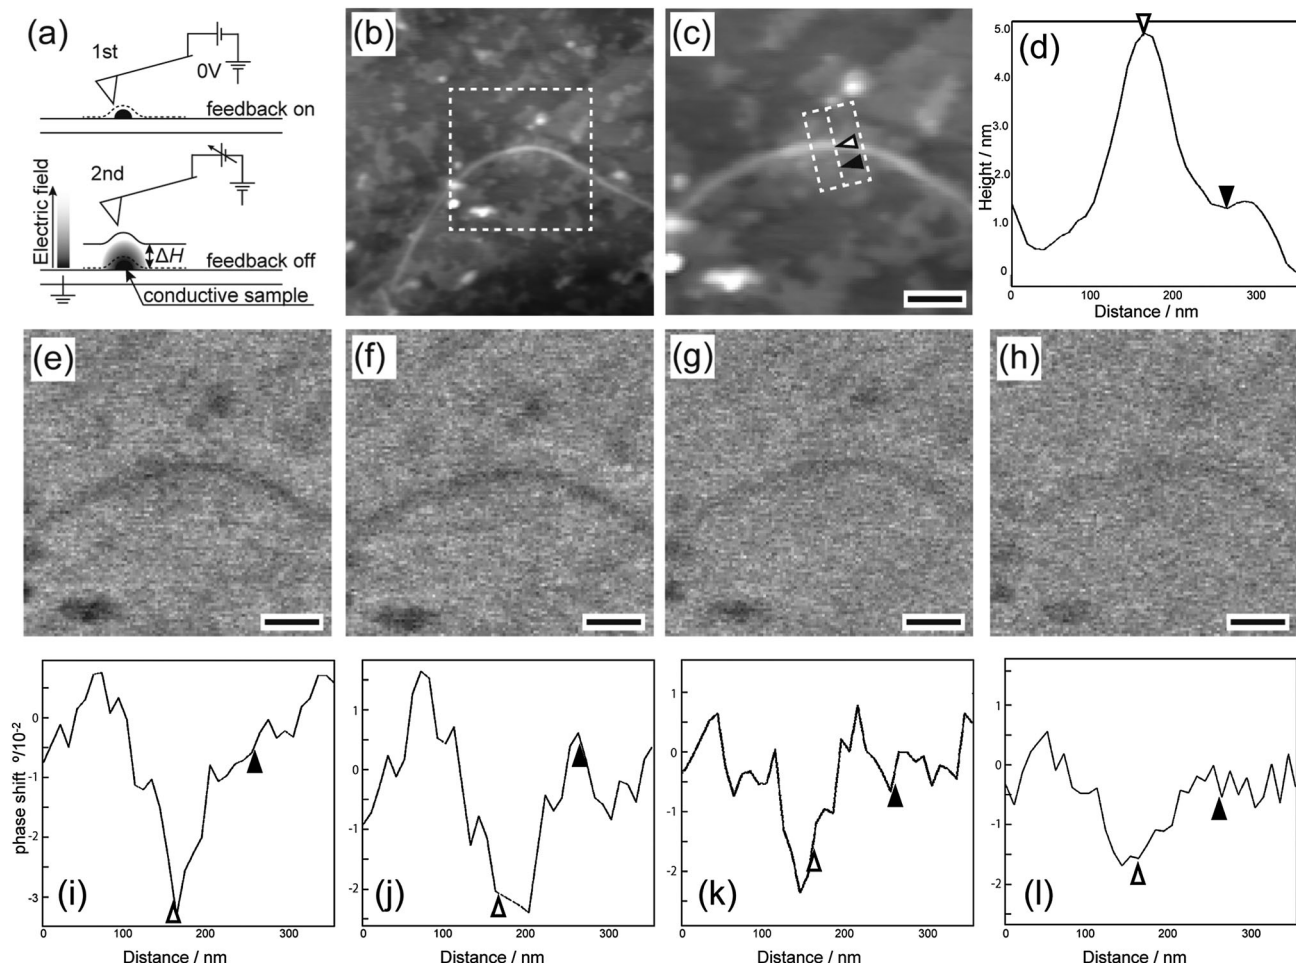 (a)
1st
0V
feedback on
2nd
Electric field
ΔH
feedback off
conductive sample
(b)
(c)
(d)
5.0
4.0
3.0
2.0
1.0
0
Height / nm
0
100
200
300
Distance / nm
(e)
(f)
(g)
(h)
phase shift º/10-2
0
-1
-2
-3
(i)
0
100
200
300
Distance / nm
1
0
-1
-2
(j)
0
100
200
300
Distance / nm
1
0
-1
-2
(k)
0
100
200
300
Distance / nm
1
0
-1
-2
(l)
0
100
200
300
Distance / nm